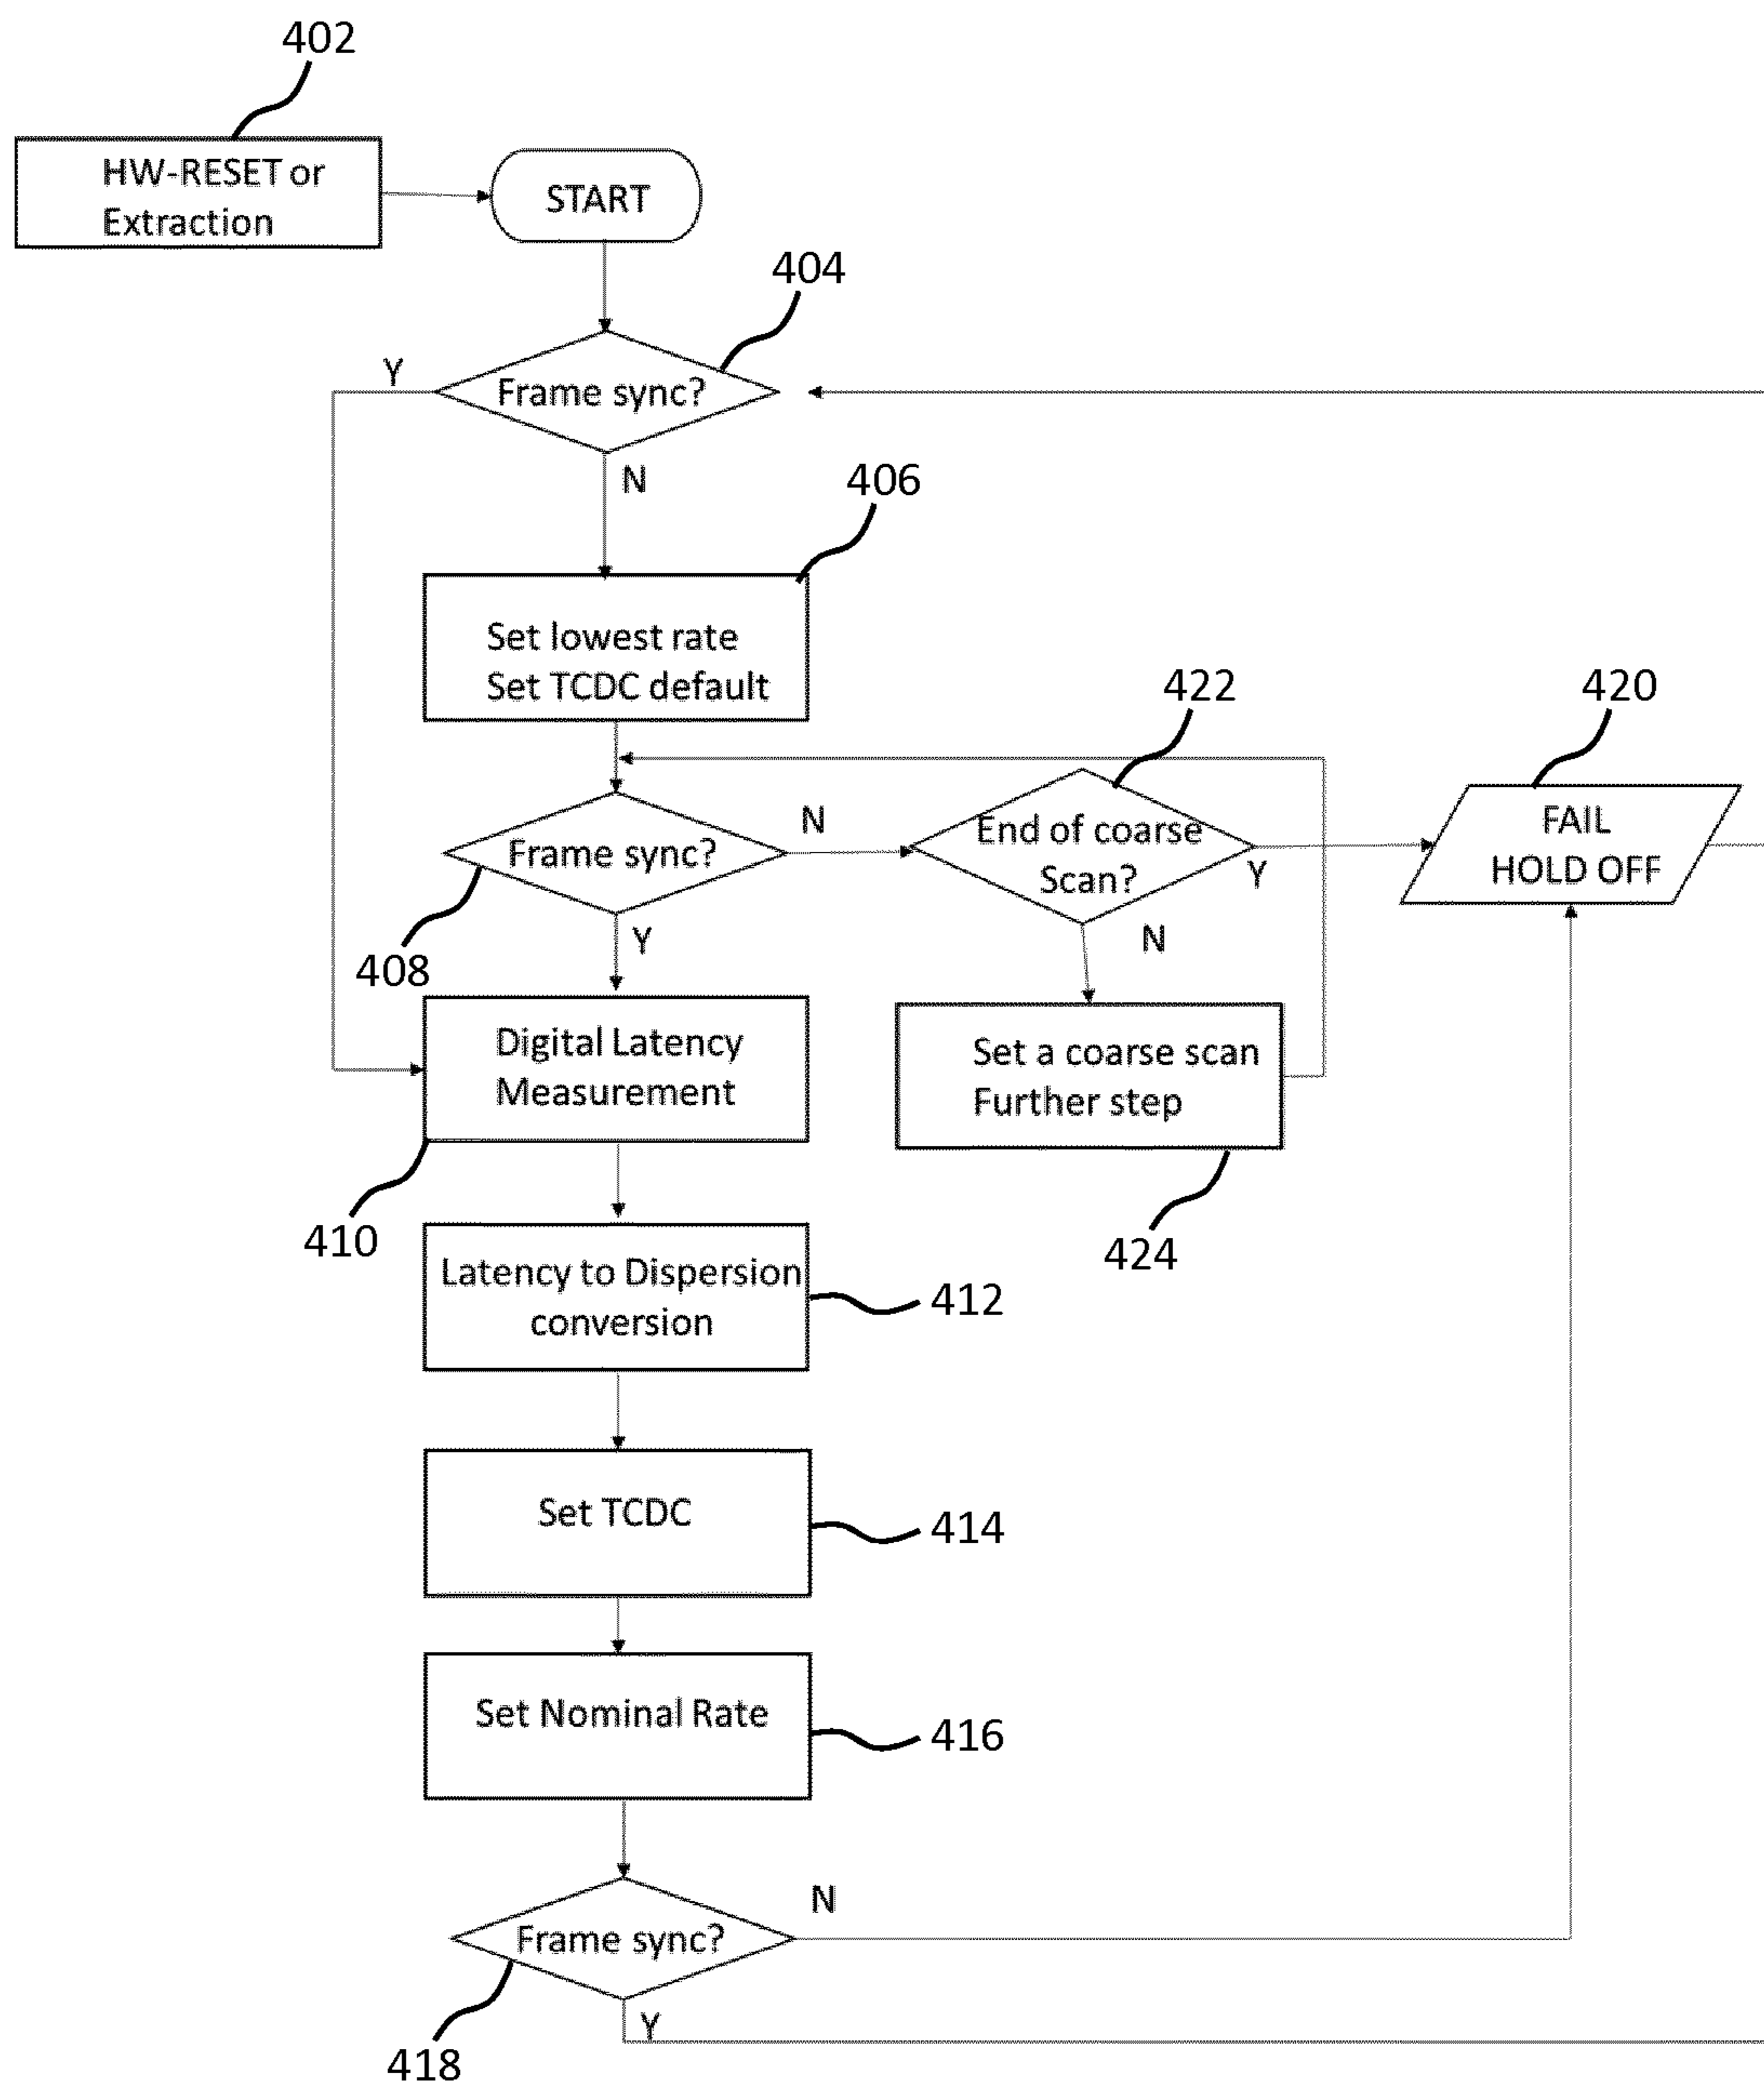 402
HW-RESET or
Extraction
START
404
Y
Frame sync?
N
406
Set lowest rate
Set TCDC default
422
420
N
End of coarse
Scan?
Y
FAIL
HOLD OFF
Frame sync?
408
Y
N
Digital Latency
Measurement
Set a coarse scan
Further step
410
424
Latency to Dispersion
conversion
412
Set TCDC
414
Set Nominal Rate
416
N
Frame sync?
Y
418